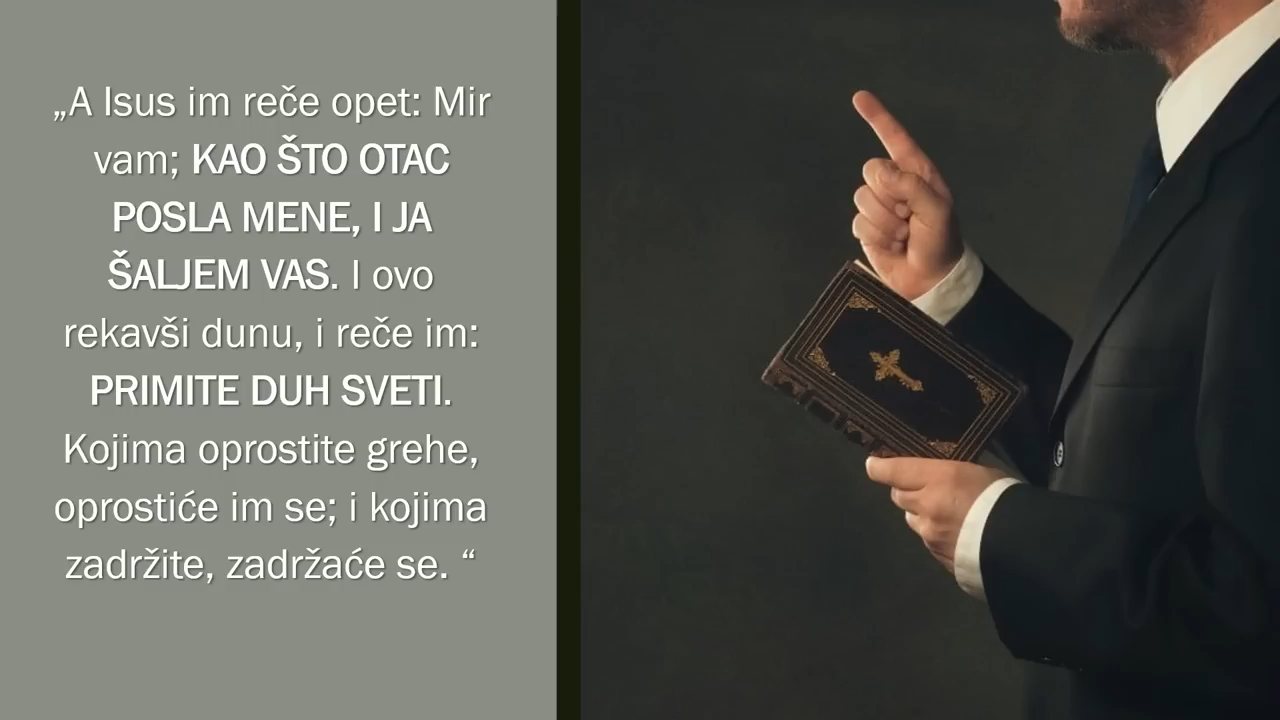 „A Isus im reče opet: Mir
vam; KAO ŠTO OTAC
POSLA MENE, I JA
ŠALJEM VAS. I ovo
rekavši dunu, i reče im:
PRIMITE DUH SVETI.
Kojima oprostite grehe,
oprostiće im se; i kojima
zadržite, zadržaće se. “